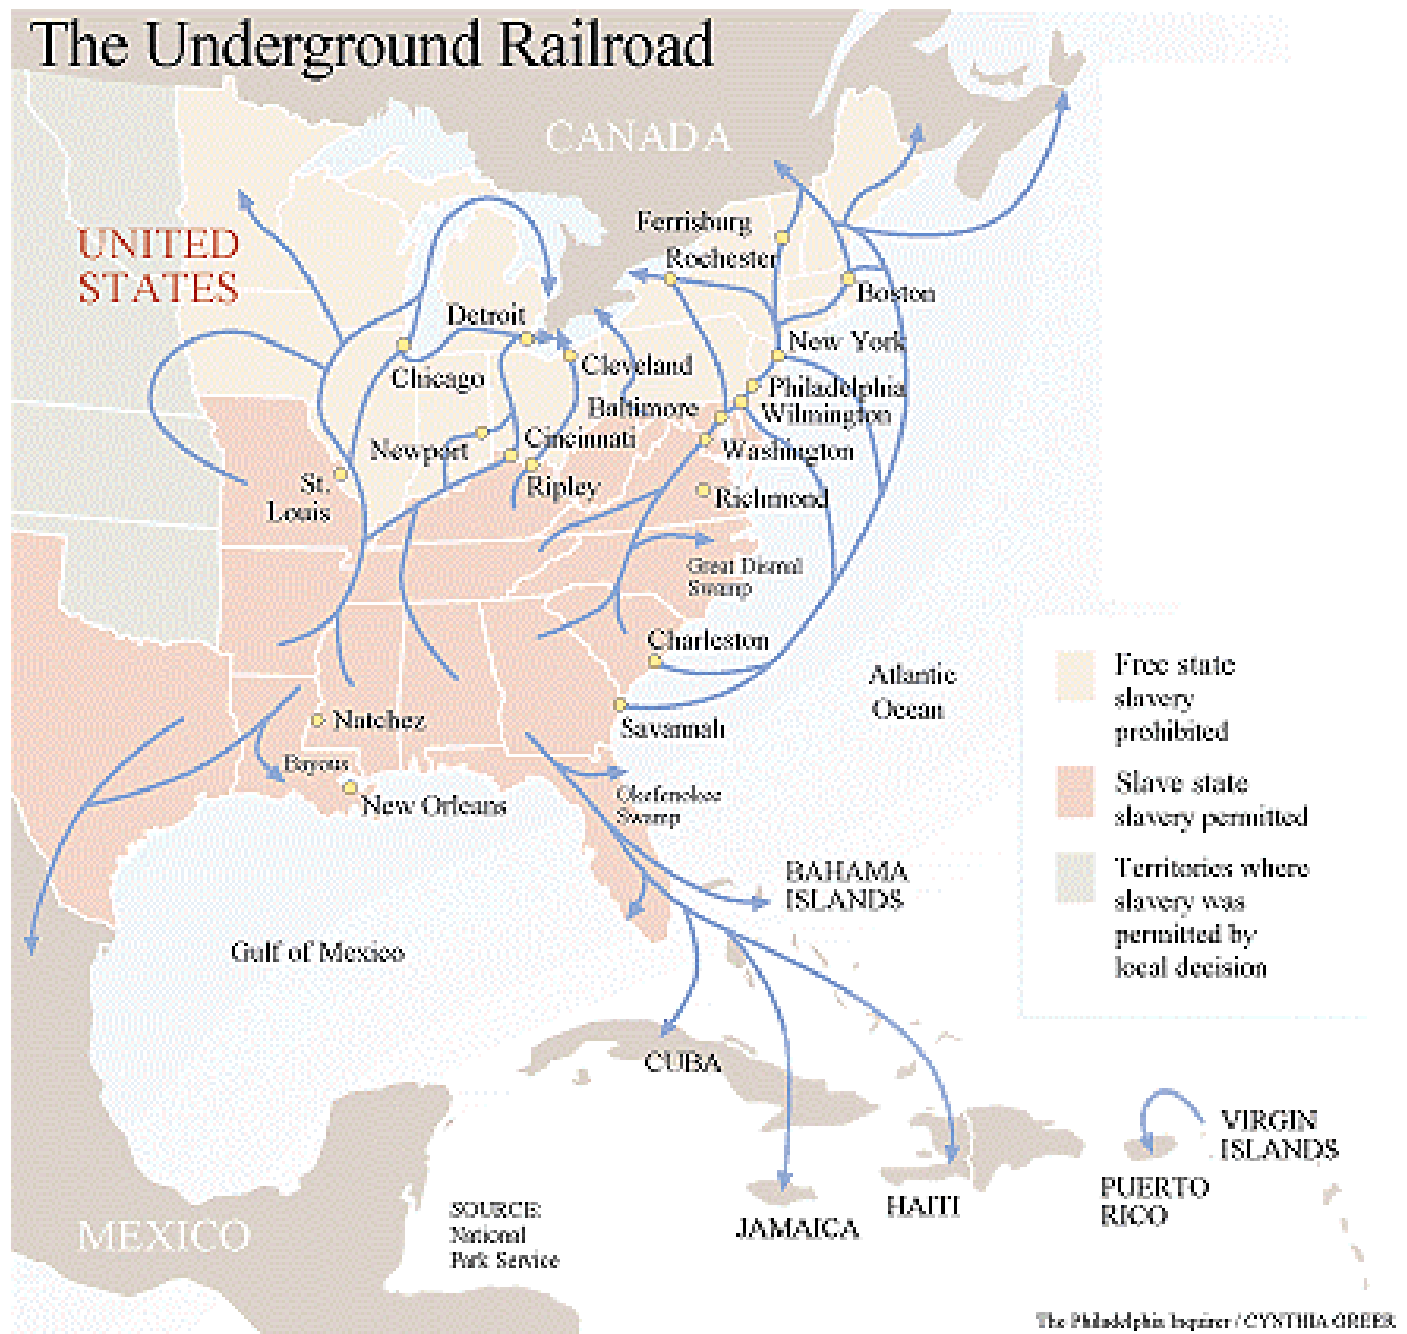 The Underground Railroad
CANADA
UNITED
STATES
Ferrisburg
Rochester
Boston
Detroit
New York
Cleveland
Chicago
Philadelphia
Baltimore
Wilmington
Newport
Cincinnati
Washington
St.
Louis
Ripley
Richmond
Great Dismal
Swamp
Charleston
Atlantic
Ocean
Savannah
Natchez
Bayous
New Orleans
Okefenokee
Swamp
Free state
slavery
prohibited
Slave state
slavery permitted
Territories where
slavery was
permitted by
local decision
BAHAMA
ISLANDS
Gulf of Mexico
CUBA
VIRGIN
ISLANDS
PUERTO
RICO
HAITI
JAMAICA
MEXICO
SOURCE:
National
Park Service
The Philadelphia Inquirer / CYNTHIA GREER